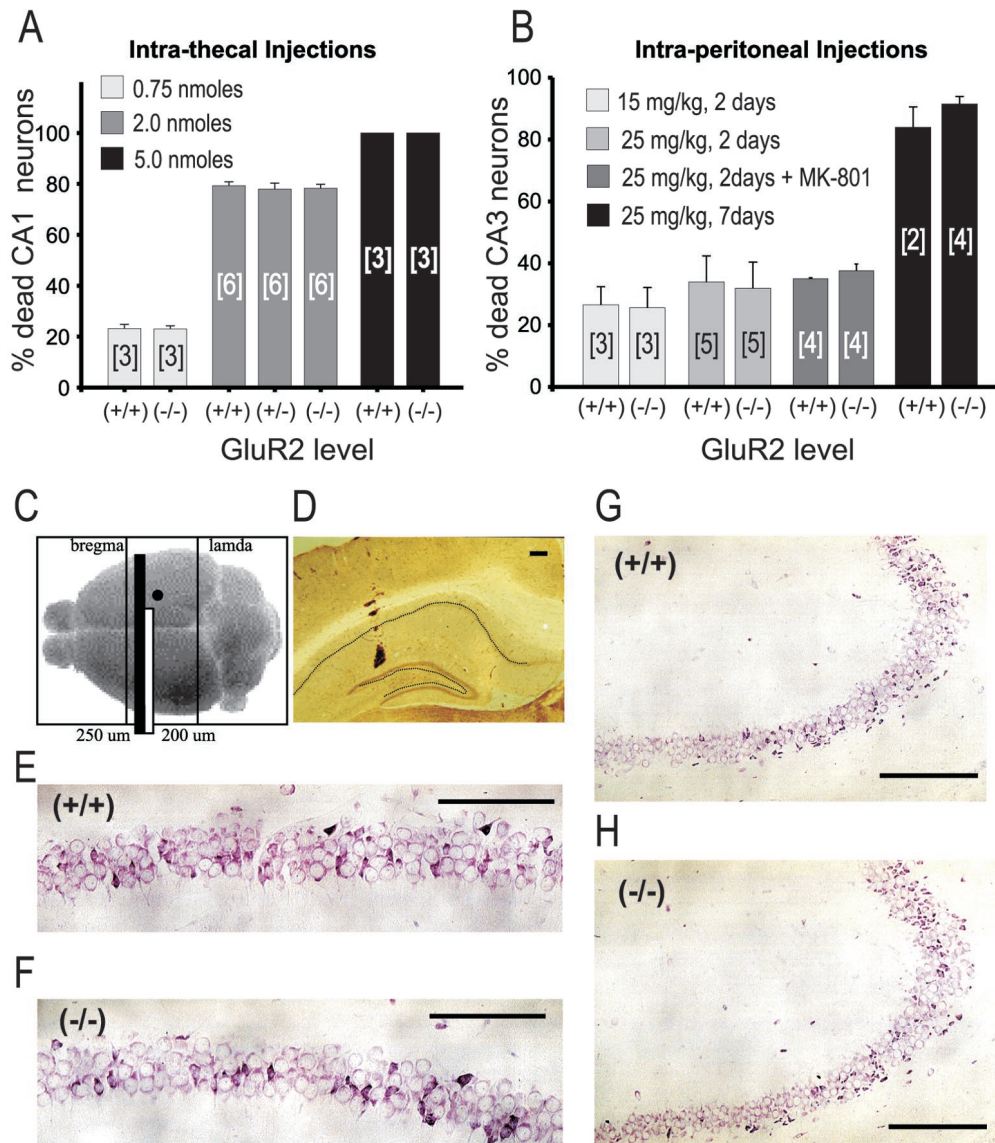 A
Intra-thecal Injections
0.75 nmoles
2.0 nmoles
5.0 nmoles
% dead CA1 neurons
100
80
60
40
20
0
[3]
[3]
[6]
[6]
[6]
[3]
[3]
(+/+) (-/-)
(+/+) (+/-) (-/-)
(+/+) (-/-)
GluR2 level
B
Intra-peritoneal Injections
15 mg/kg, 2 days
25 mg/kg, 2 days
25 mg/kg, 2days + MK-801
25 mg/kg, 7days
% dead CA3 neurons
100
80
60
40
20
0
[3]
[3]
[5]
[5]
[4]
[4]
[2]
[4]
(+/+) (-/-)
(+/+) (-/-)
(+/+) (-/-)
(+/+) (-/-)
GluR2 level
C
bregma
lamda
250 um
200 um
D
E
(+/+)
F
(-/-)
G
(+/+)
H
(-/-)